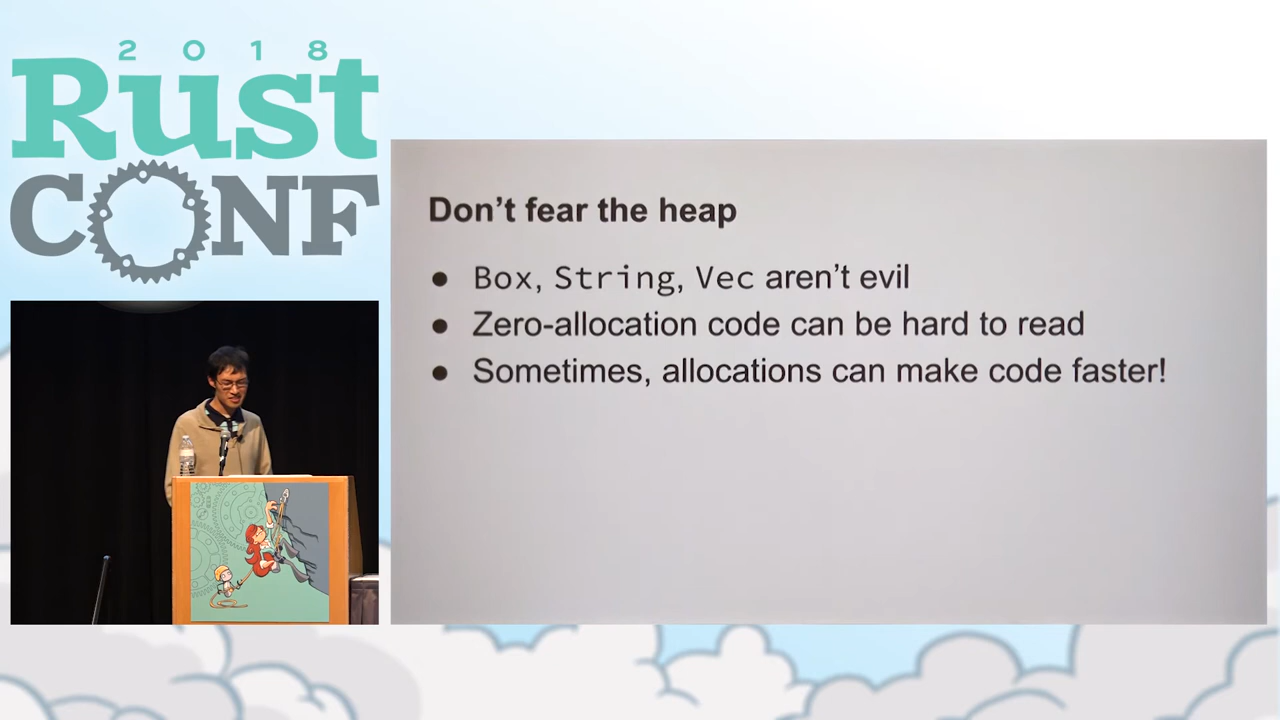 2018
Rust
CONF
Don't fear the heap
● Box, String, Vec aren't evil
● Zero-allocation code can be hard to read
● Sometimes, allocations can make code faster!